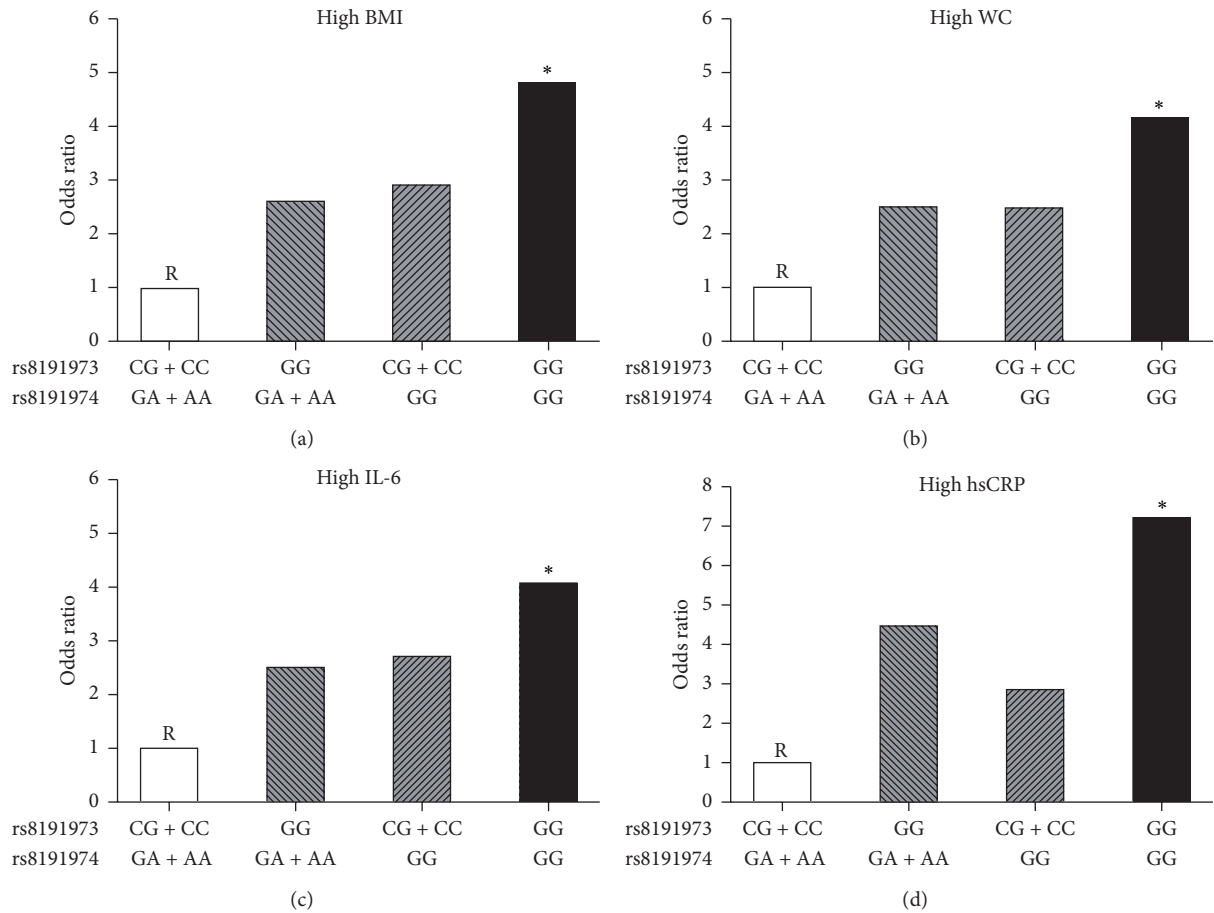 High BMI
6
5
4
3
2
1
0
Odds ratio
R
*
rs8191973 CG + CC GG CG + CC GG
rs8191974 GA + AA GA + AA GG GG
(a)
High WC
6
5
4
3
2
1
0
Odds ratio
R
*
rs8191973 CG + CC GG CG + CC GG
rs8191974 GA + AA GA + AA GG GG
(b)
High IL-6
6
5
4
3
2
1
0
Odds ratio
R
*
rs8191973 CG + CC GG CG + CC GG
rs8191974 GA + AA GA + AA GG GG
(c)
High hsCRP
8
7
6
5
4
3
2
1
0
Odds ratio
R
*
rs8191973 CG + CC GG CG + CC GG
rs8191974 GA + AA GA + AA GG GG
(d)